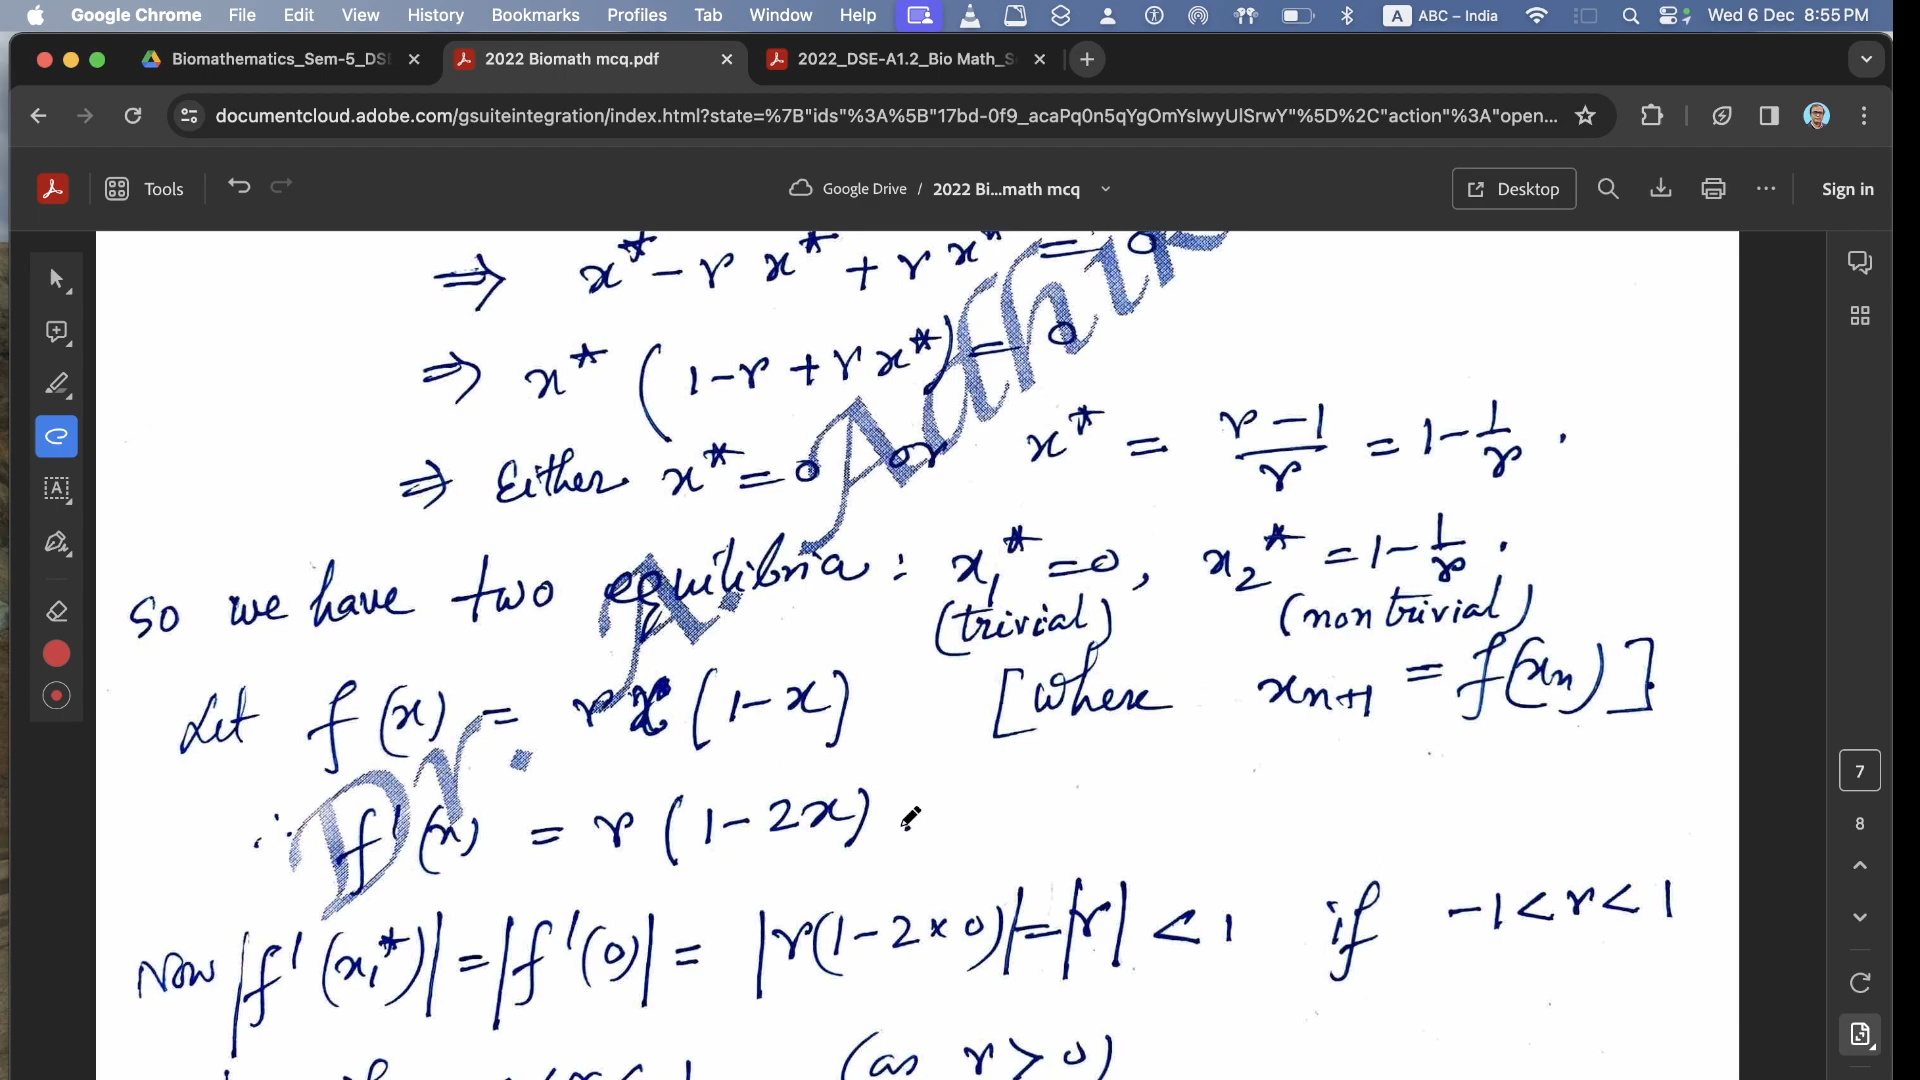 Google Chrome File Edit View History Bookmarks Profiles Tab Window Help A ABC – India Wed 6 Dec 8:55 PM
Biomathematics_Sem-5_DSE 2022 Biomath mcq.pdf 2022_DSE-A1.2_Bio Math_S
documentcloud.adobe.com/gsuiteintegration/index.html?state=%7B"ids"%3A%5B"17bd-0f9_acaPq0n5qYgOmYsIwyUlSrwY"%5D%2C"action"%3A"open...
Tools Google Drive / 2022 Bi...math mcq Desktop Sign in
⇒ x* - r x* + r x* = 0
⇒ x* (1-r + r x*) = 0
⇒ Either x* = 0 or x* = (r-1)/r = 1 - 1/r .
So we have two equilibria : x₁* = 0, x₂* = 1 - 1/r .
(trivial) (non trivial)
Let f(x) = rx [1-x] [where xn+1 = f(xn)]
∴ f'(x) = r (1-2x)
Now |f'(x₁*)| = |f'(0)| = |r(1-2×0)| = |r| < 1 if -1 < r < 1
(as r > 0)
Dr. A. Adhik
7
8